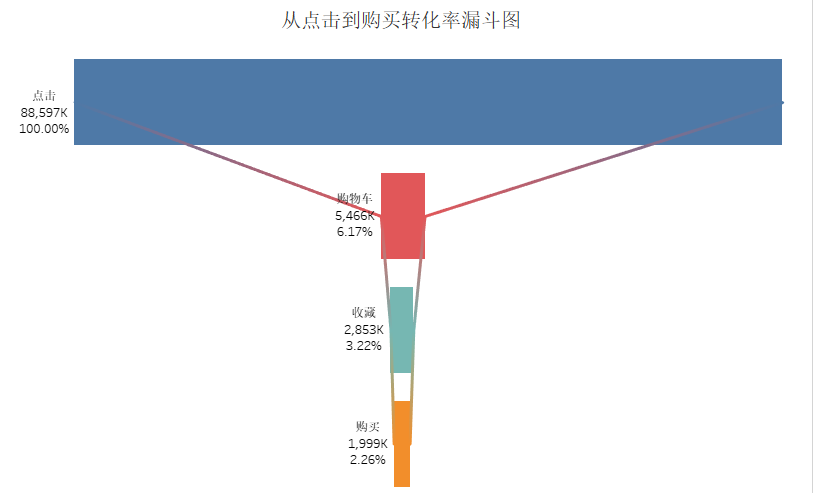 从点击到购买转化率漏斗图
点击
88,597K
100.00%
购物车
5,466K
6.17%
收藏
2,853K
3.22%
购买
1,999K
2.26%